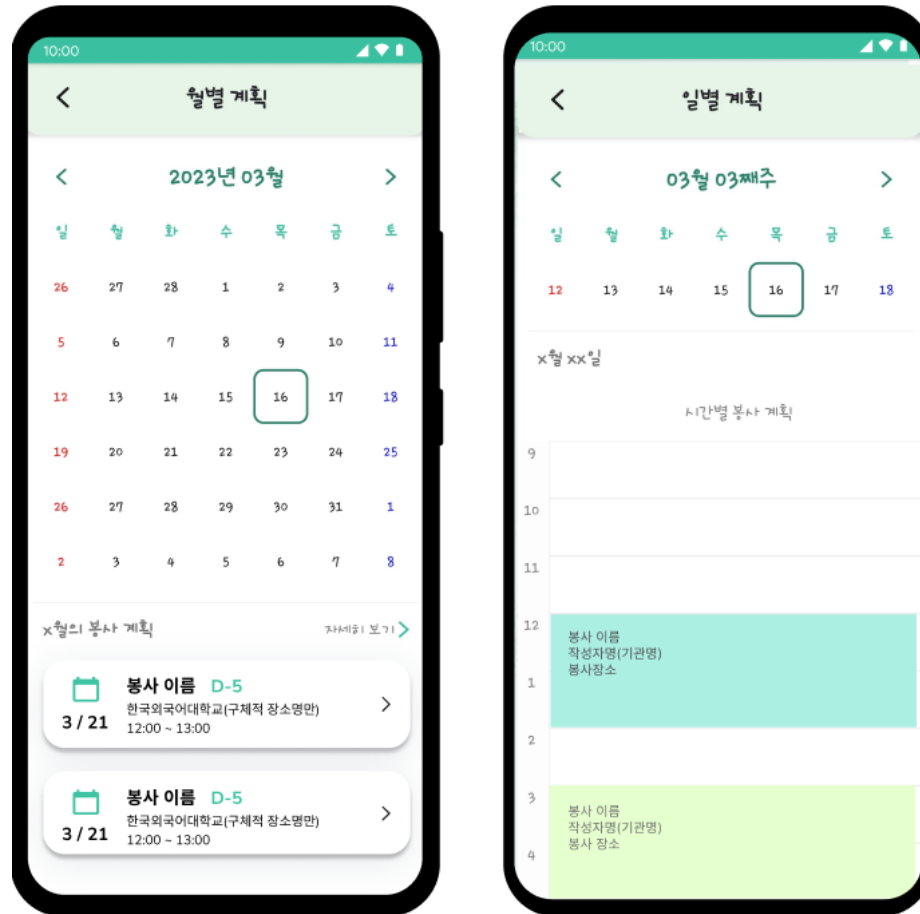 10:00
월별 계획
2023년 03월
일 월 화 수 목 금 토
26 27 28 1 2 3 4
5 6 7 8 9 10 11
12 13 14 15 16 17 18
19 20 21 22 23 24 25
26 27 28 29 30 31 1
2 3 4 5 6 7 8
x월의 봉사 계획 자세히 보기
봉사 이름 D-5
한국외국어대학교(구체적 장소명만)
3 / 21
12:00 ~ 13:00
봉사 이름 D-5
한국외국어대학교(구체적 장소명만)
3 / 21
12:00 ~ 13:00
10:00
일별 계획
03월 03째주
일 월 화 수 목 금 토
12 13 14 15 16 17 18
x월 xx일
시간별 봉사 계획
9
10
11
12
봉사 이름
작성자명(기관명)
봉사장소
1
2
3
봉사 이름
작성자명(기관명)
봉사 장소
4